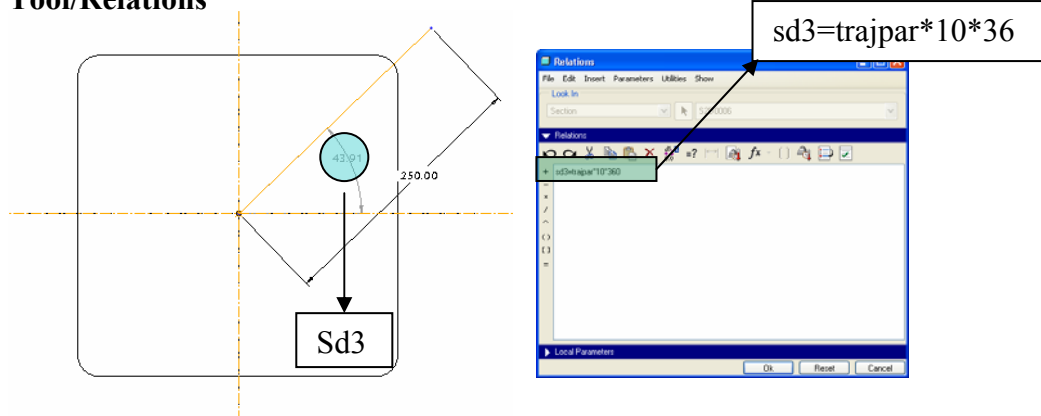 Tool/Relations
sd3=trajpar*10*36
43.91
250.00
Sd3
Relations
File Edit Insert Parameters Utilities Show
Look In
Section
Relations
sd3=trajpar*10*360
Local Parameters
Ok Reset Cancel